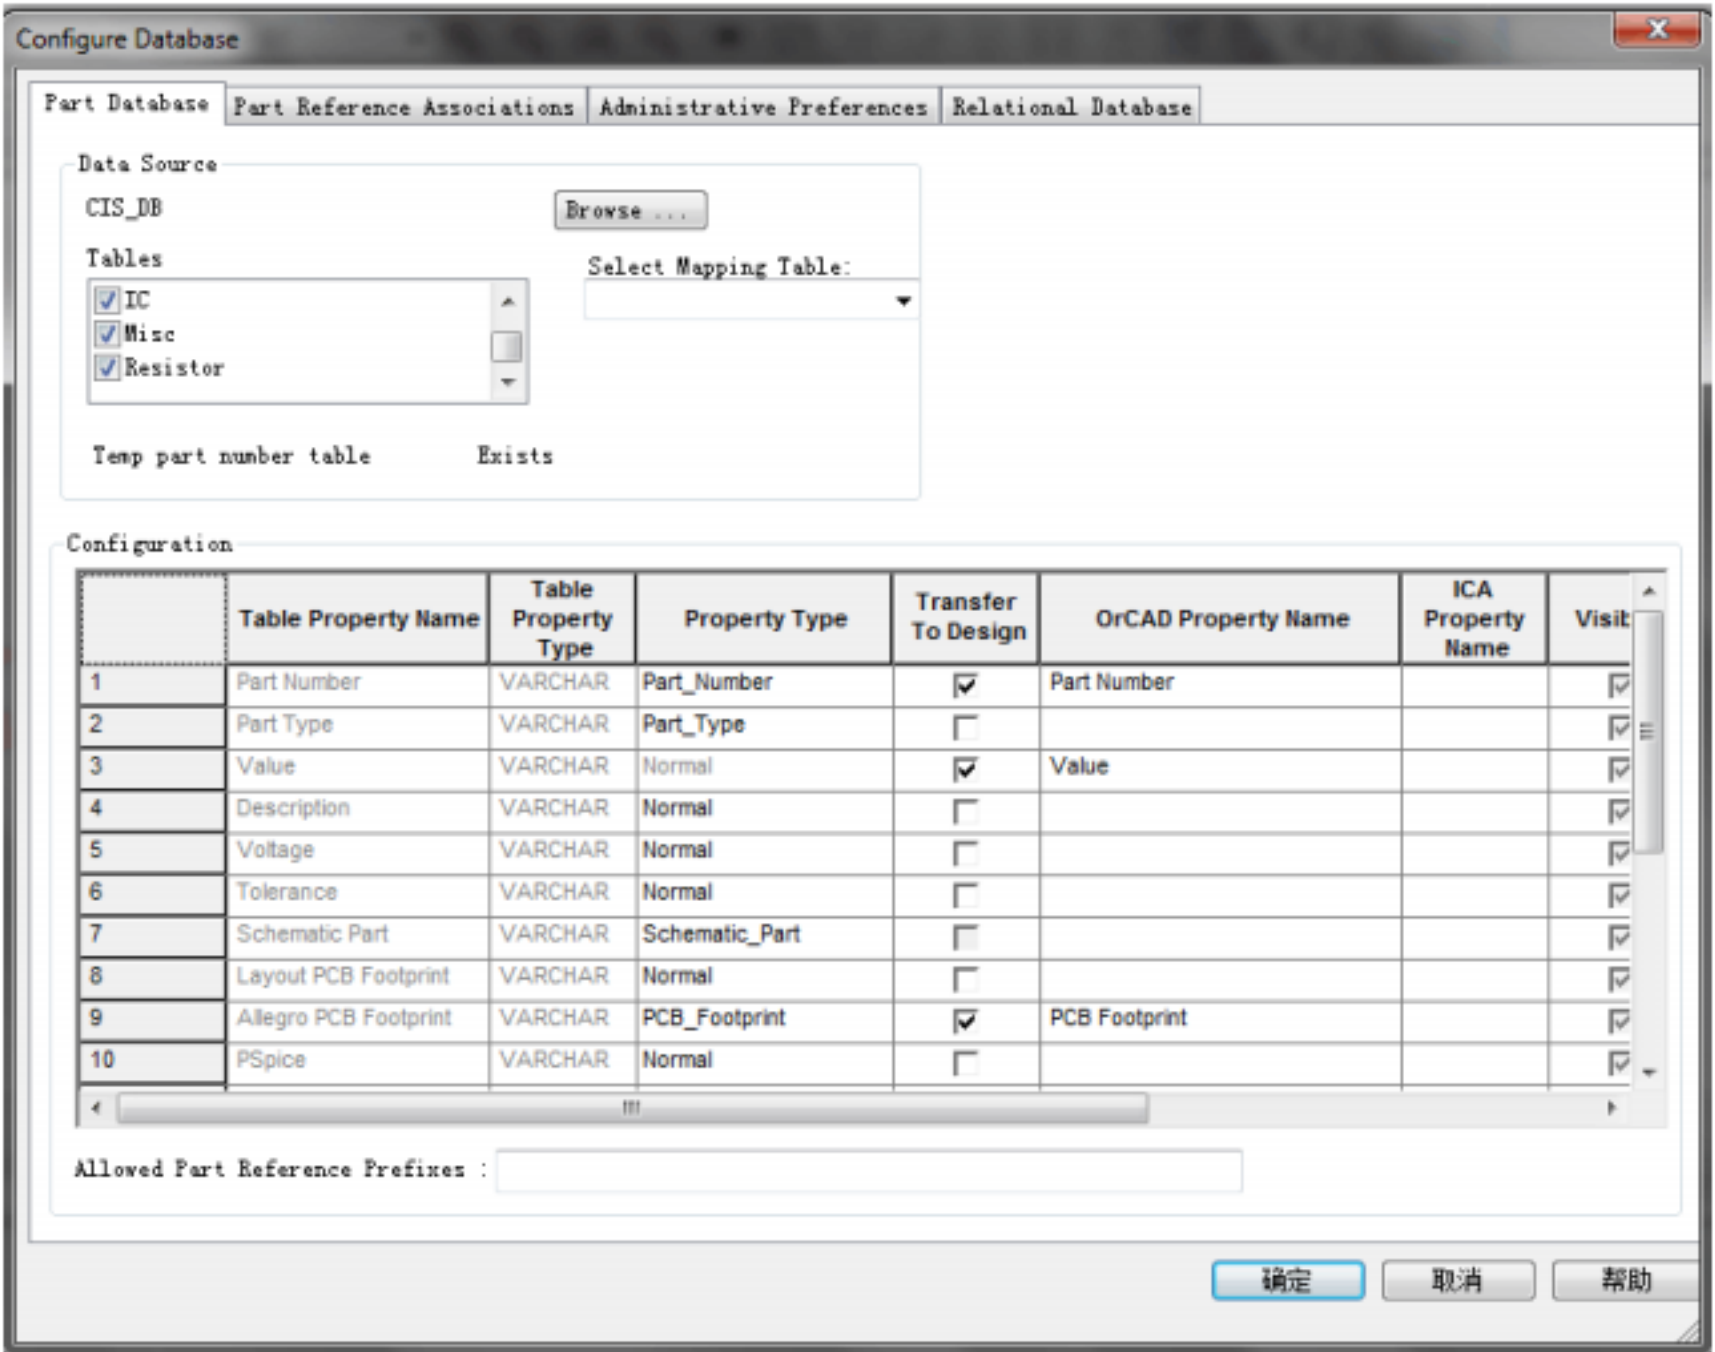 Configure Database
Part Database Part Reference Associations Administrative Preferences Relational Database
Data Source
CIS_DB Browse ...
Tables
Select Mapping Table:
IC
Misc
Resistor
Temp part number table Exists
Configuration
Table Property Name Table Property Type Property Type Transfer To Design OrCAD Property Name ICA Property Name Visib
1 Part Number VARCHAR Part_Number Part Number
2 Part Type VARCHAR Part_Type
3 Value VARCHAR Normal Value
4 Description VARCHAR Normal
5 Voltage VARCHAR Normal
6 Tolerance VARCHAR Normal
7 Schematic Part VARCHAR Schematic_Part
8 Layout PCB Footprint VARCHAR Normal
9 Allegro PCB Footprint VARCHAR PCB_Footprint PCB Footprint
10 PSpice VARCHAR Normal
Allowed Part Reference Prefixes :
确定 取消 帮助